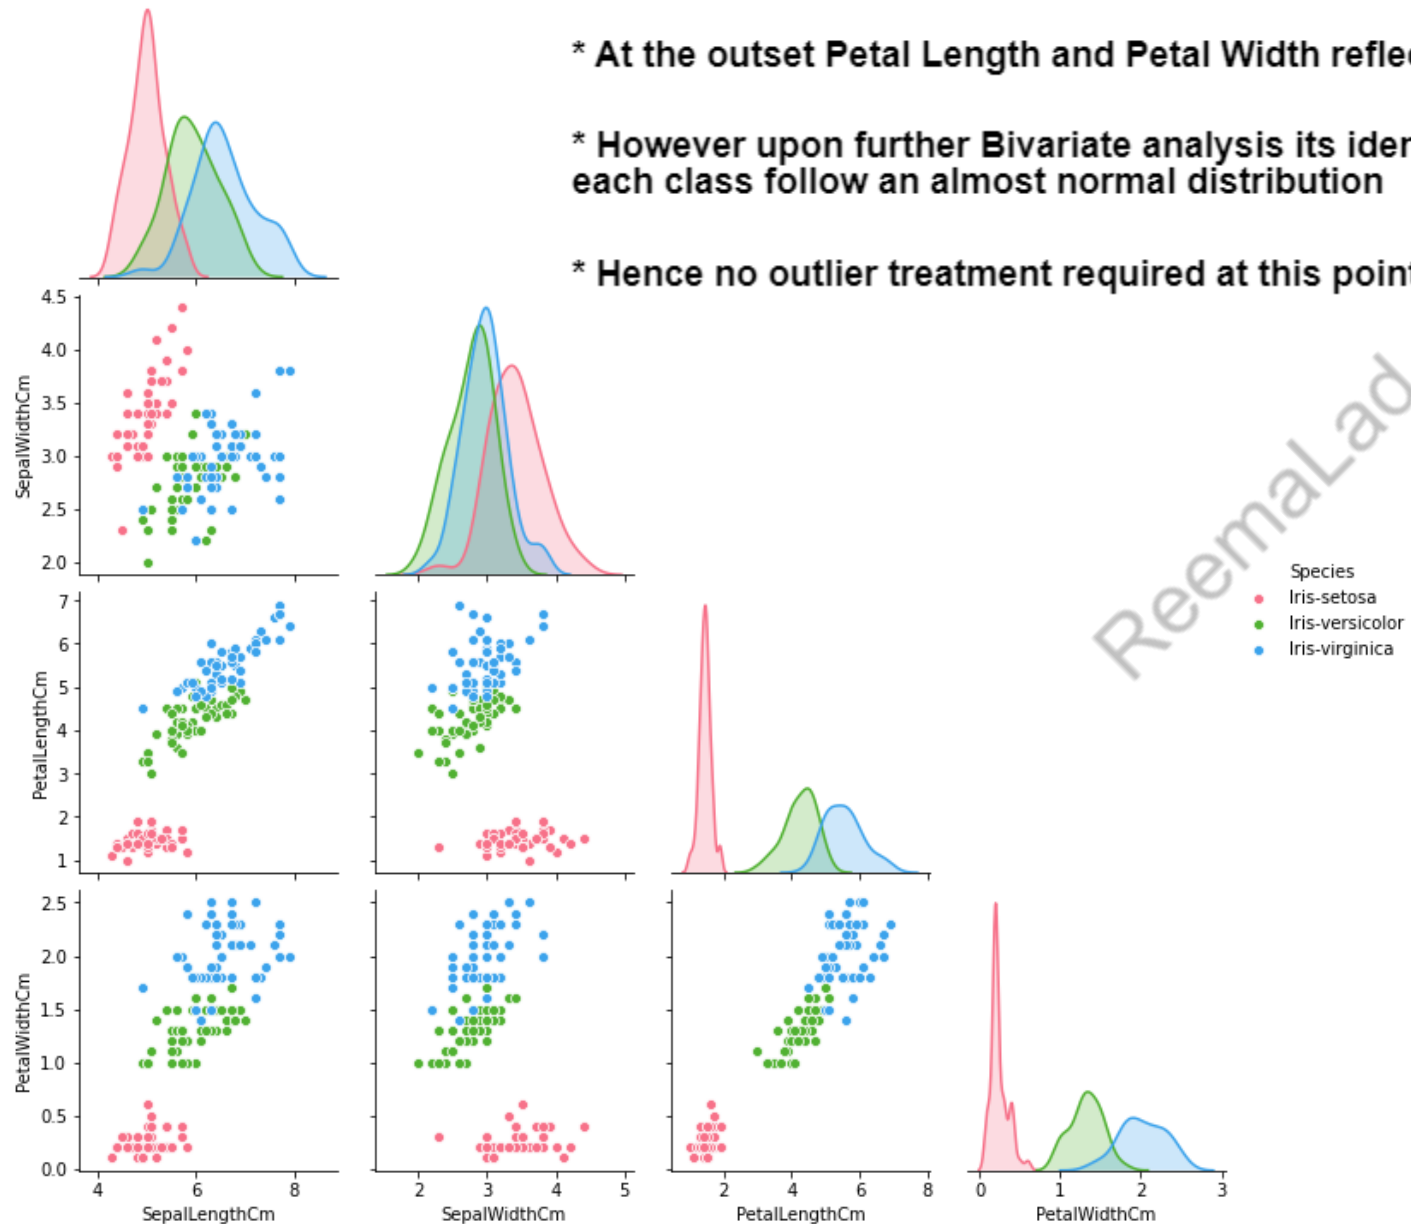 * At the outset Petal Length and Petal Width
* However upon further Bivariate analysis its
each class follow an almost normal distribution
* Hence no outlier treatment required at this point
4.5
4.0
3.5
3.0
2.5
2.0
SepalWidthCm
ReemaLad
Species
Iris-setosa
Iris-versicolor
Iris-virginica
7
6
5
4
3
2
1
PetalLengthCm
2.5
2.0
1.5
1.0
0.5
0.0
PetalWidthCm
4 6 8
2 3 4 5
2 4 6 8
0 1 2 3
SepalLengthCm
SepalWidthCm
PetalLengthCm
PetalWidthCm